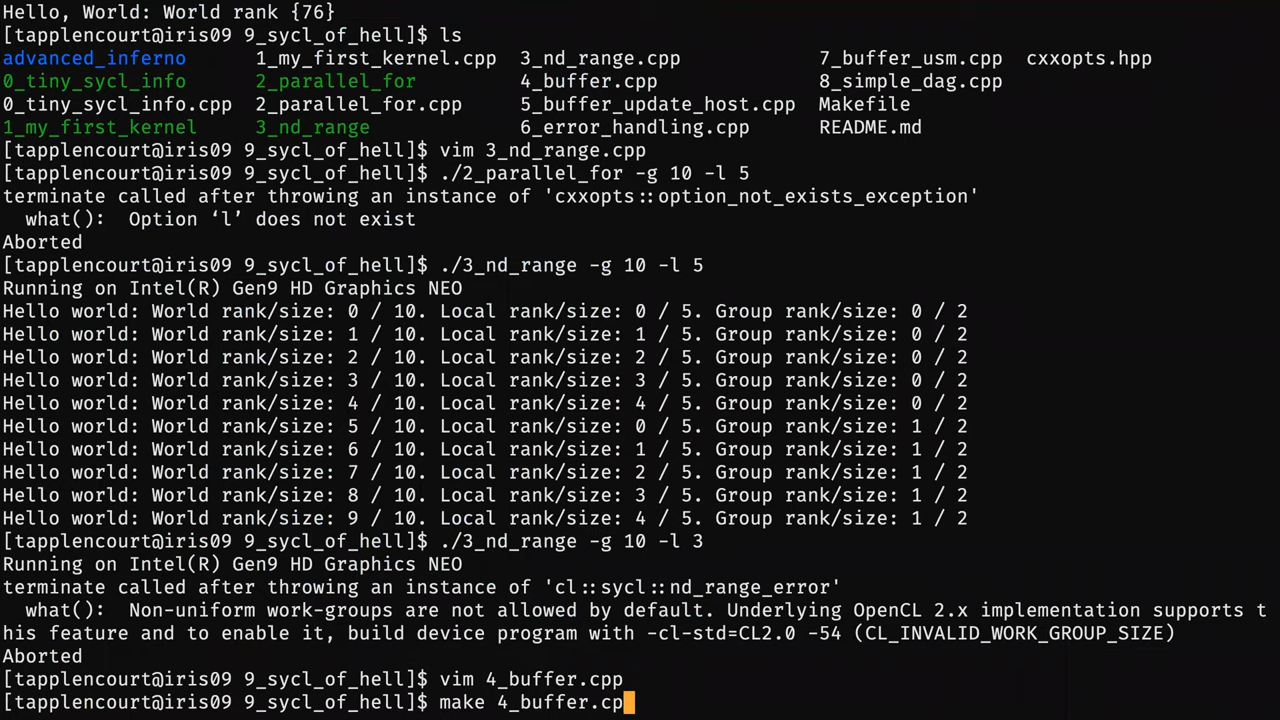 Hello, World: World rank {76}
[tapplencourt@iris09 9_sycl_of_hell]$ ls
advanced_inferno 1_my_first_kernel.cpp 3_nd_range.cpp 7_buffer_usm.cpp cxxopts.hpp
0_tiny_sycl_info 2_parallel_for 4_buffer.cpp 8_simple_dag.cpp
0_tiny_sycl_info.cpp 2_parallel_for.cpp 5_buffer_update_host.cpp Makefile
1_my_first_kernel 3_nd_range 6_error_handling.cpp README.md
[tapplencourt@iris09 9_sycl_of_hell]$ vim 3_nd_range.cpp
[tapplencourt@iris09 9_sycl_of_hell]$ ./2_parallel_for -g 10 -l 5
terminate called after throwing an instance of 'cxxopts::option_not_exists_exception'
what(): Option ‘l’ does not exist
Aborted
[tapplencourt@iris09 9_sycl_of_hell]$ ./3_nd_range -g 10 -l 5
Running on Intel(R) Gen9 HD Graphics NEO
Hello world: World rank/size: 0 / 10. Local rank/size: 0 / 5. Group rank/size: 0 / 2
Hello world: World rank/size: 1 / 10. Local rank/size: 1 / 5. Group rank/size: 0 / 2
Hello world: World rank/size: 2 / 10. Local rank/size: 2 / 5. Group rank/size: 0 / 2
Hello world: World rank/size: 3 / 10. Local rank/size: 3 / 5. Group rank/size: 0 / 2
Hello world: World rank/size: 4 / 10. Local rank/size: 4 / 5. Group rank/size: 0 / 2
Hello world: World rank/size: 5 / 10. Local rank/size: 0 / 5. Group rank/size: 1 / 2
Hello world: World rank/size: 6 / 10. Local rank/size: 1 / 5. Group rank/size: 1 / 2
Hello world: World rank/size: 7 / 10. Local rank/size: 2 / 5. Group rank/size: 1 / 2
Hello world: World rank/size: 8 / 10. Local rank/size: 3 / 5. Group rank/size: 1 / 2
Hello world: World rank/size: 9 / 10. Local rank/size: 4 / 5. Group rank/size: 1 / 2
[tapplencourt@iris09 9_sycl_of_hell]$ ./3_nd_range -g 10 -l 3
Running on Intel(R) Gen9 HD Graphics NEO
terminate called after throwing an instance of 'cl::sycl::nd_range_error'
what(): Non-uniform work-groups are not allowed by default. Underlying OpenCL 2.x implementation supports t
his feature and to enable it, build device program with -cl-std=CL2.0 -54 (CL_INVALID_WORK_GROUP_SIZE)
Aborted
[tapplencourt@iris09 9_sycl_of_hell]$ vim 4_buffer.cpp
[tapplencourt@iris09 9_sycl_of_hell]$ make 4_buffer.cp